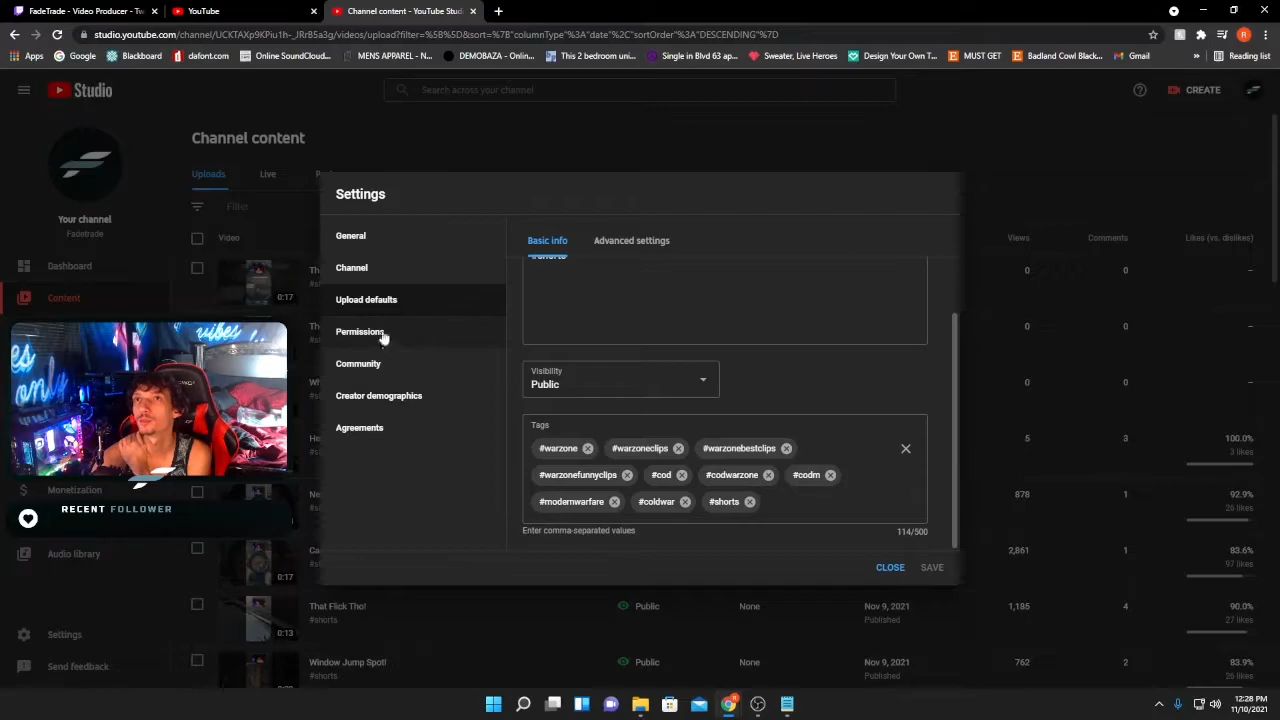 FadeTrade - Video Producer - Tw
YouTube
Channel content - YouTube Stud
studio.youtube.com/channel/UCKTAXp9KPiu1h-_JRrB5a3g/videos/upload?filter=%5B%5D&sort=%7B"columnType"%3A"date"%2C"sortOrder"%3A"DESCENDING"%7D
Apps
Google
Blackboard
dafont.com
Online SoundCloud...
MENS APPAREL - N...
DEMOBAZA - Onlin...
This 2 bedroom uni...
Single in Blvd 63 ap...
Sweater, Live Heroes
Design Your Own T...
MUST GET
Badland Cowl Black...
Gmail
»
Reading list
Studio
Search across your channel
CREATE
Channel content
Uploads
Live
Filter
Your channel
Fadetrade
Video
Views
Comments
Likes (vs. dislikes)
Dashboard
Content
Monetization
Audio library
Settings
Send feedback
Settings
General
Channel
Upload defaults
Permissions
Community
Creator demographics
Agreements
Basic info
Advanced settings
#shorts
Visibility
Public
Tags
#warzone
#warzoneclips
#warzonebestclips
#warzonefunnyclips
#cod
#codwarzone
#codm
#modernwarfare
#coldwar
#shorts
Enter comma-separated values
114/500
CLOSE
SAVE
0:17
0
0
–
0
0
–
0
0
–
5
3
100.0%
3 likes
878
1
92.9%
26 likes
0:17
2,861
1
83.6%
97 likes
That Flick Tho!
#shorts
0:13
Public
None
Nov 9, 2021
Published
1,185
4
90.0%
27 likes
Window Jump Spot!
#shorts
Public
None
Nov 9, 2021
Published
762
2
83.9%
26 likes
vibes
only
RECENT FOLLOWER
12:28 PM
11/10/2021